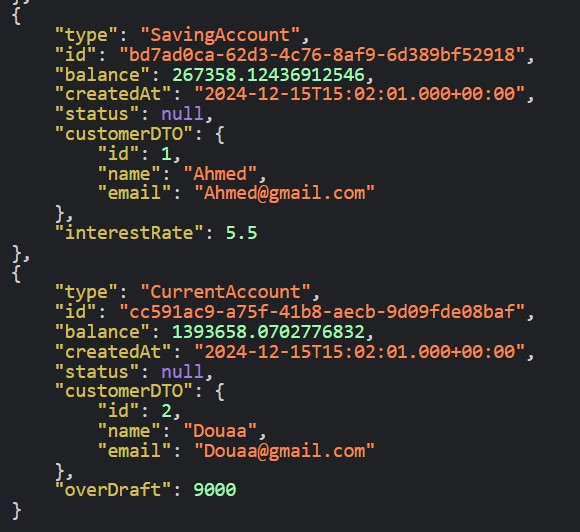 },
{
"type": "SavingAccount",
"id": "bd7ad0ca-62d3-4c76-8af9-6d389bf52918",
"balance": 267358.12436912546,
"createdAt": "2024-12-15T15:02:01.000+00:00",
"status": null,
"customerDTO": {
"id": 1,
"name": "Ahmed",
"email": "Ahmed@gmail.com"
},
"interestRate": 5.5
},
{
"type": "CurrentAccount",
"id": "cc591ac9-a75f-41b8-aecb-9d09fde08baf",
"balance": 1393658.0702776832,
"createdAt": "2024-12-15T15:02:01.000+00:00",
"status": null,
"customerDTO": {
"id": 2,
"name": "Douaa",
"email": "Douaa@gmail.com"
},
"overDraft": 9000
}